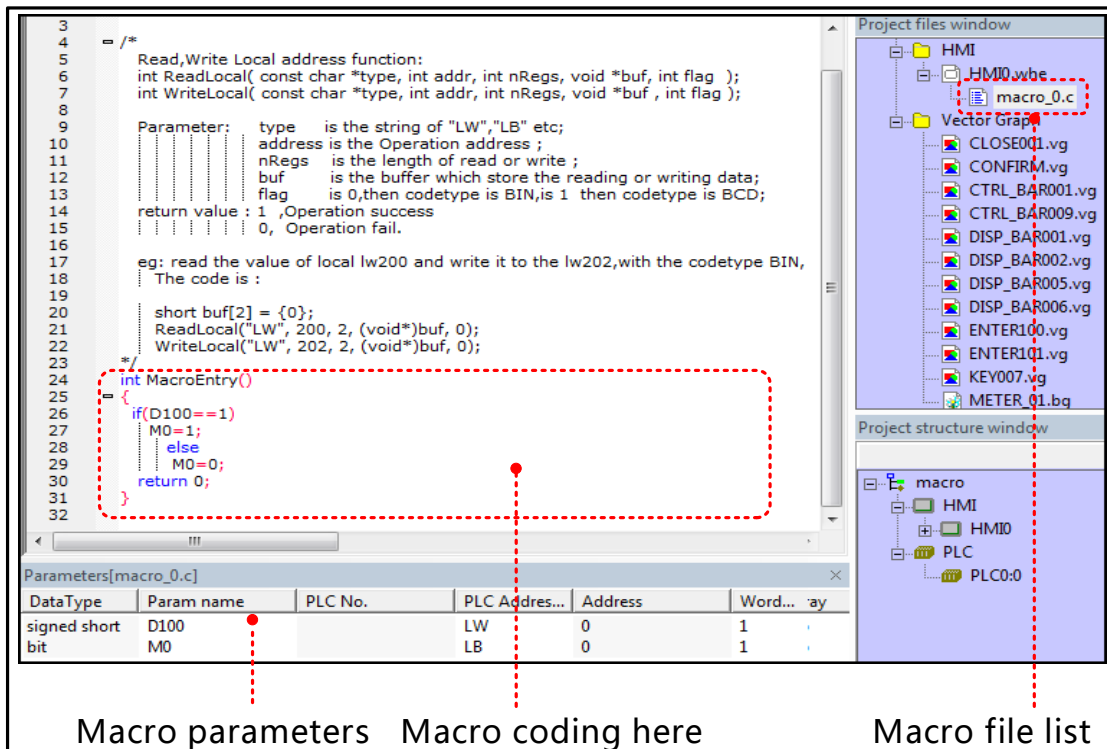 3
4 /*
5 Read,Write Local address function:
6 int ReadLocal( const char *type, int addr, int nRegs, void *buf, int flag );
7 int WriteLocal( const char *type, int addr, int nRegs, void *buf , int flag );
8
9 Parameter: type is the string of "LW","LB" etc;
10 address is the Operation address ;
11 nRegs is the length of read or write ;
12 buf is the buffer which store the reading or writing data;
13 flag is 0,then codetype is BIN,is 1 then codetype is BCD;
14 return value : 1 ,Operation success
15 0, Operation fail.
16
17 eg: read the value of local lw200 and write it to the lw202,with the codetype BIN,
18 The code is :
19
20 short buf[2] = {0};
21 ReadLocal("LW", 200, 2, (void*)buf, 0);
22 WriteLocal("LW", 202, 2, (void*)buf, 0);
23 */
24 int MacroEntry()
25 {
26 if(D100==1)
27 M0=1;
28 else
29 M0=0;
30 return 0;
31 }
32
Project files window
HMI
HMI0.whe
macro_0.c
Vector Graph
CLOSE001.vg
CONFIRM.vg
CTRL_BAR001.vg
CTRL_BAR009.vg
DISP_BAR001.vg
DISP_BAR002.vg
DISP_BAR005.vg
DISP_BAR006.vg
ENTER100.vg
ENTER101.vg
KEY007.vg
METER_01.bg
Project structure window
macro
HMI
HMI0
PLC
PLC0:0
Parameters[macro_0.c]
DataType Param name PLC No. PLC Addres... Address Word... ay
signed short D100 LW 0 1
bit M0 LB 0 1
Macro parameters Macro coding here Macro file list